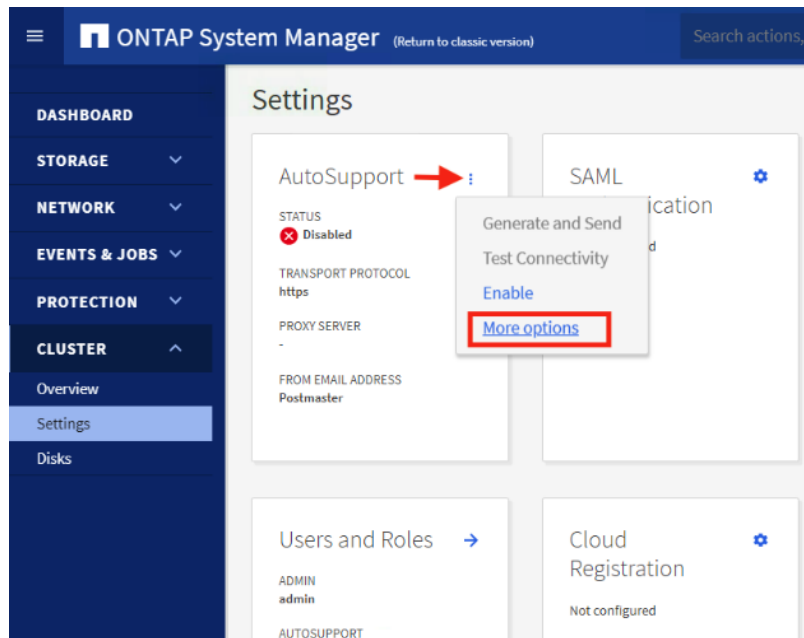 ONTAP System Manager (Return to classic version)
Search actions,
DASHBOARD
STORAGE
NETWORK
EVENTS & JOBS
PROTECTION
CLUSTER
Overview
Settings
Disks
Settings
AutoSupport
STATUS
Disabled
TRANSPORT PROTOCOL
https
PROXY SERVER
-
FROM EMAIL ADDRESS
Postmaster
Generate and Send
Test Connectivity
Enable
More options
SAML
ication
d
Users and Roles
ADMIN
admin
AUTOSUPPORT
Cloud
Registration
Not configured